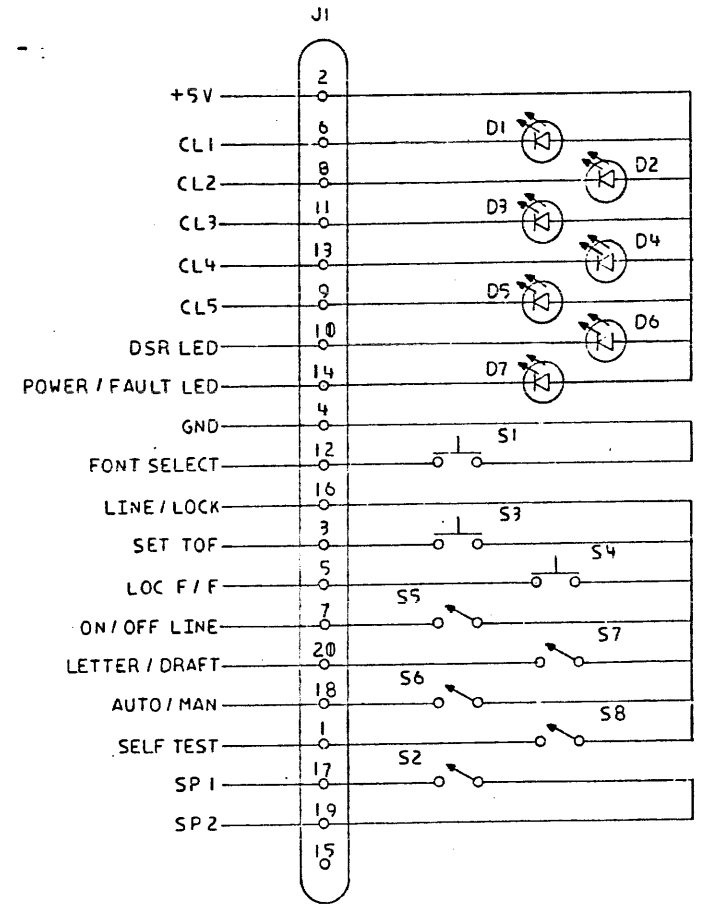 J1
2
+5V
6
CL1
D1
8
CL2
D2
11
CL3
D3
13
CL4
D4
9
CL5
D5
10
DSR LED
D6
14
POWER / FAULT LED
D7
4
GND
12
FONT SELECT
S1
16
LINE / LOCK
3
SET TOF
S3
5
LOC F / F
S4
7
ON / OFF LINE
S5
20
LETTER / DRAFT
S7
18
AUTO / MAN
S6
1
SELF TEST
S8
17
SP 1
S2
19
SP 2
15